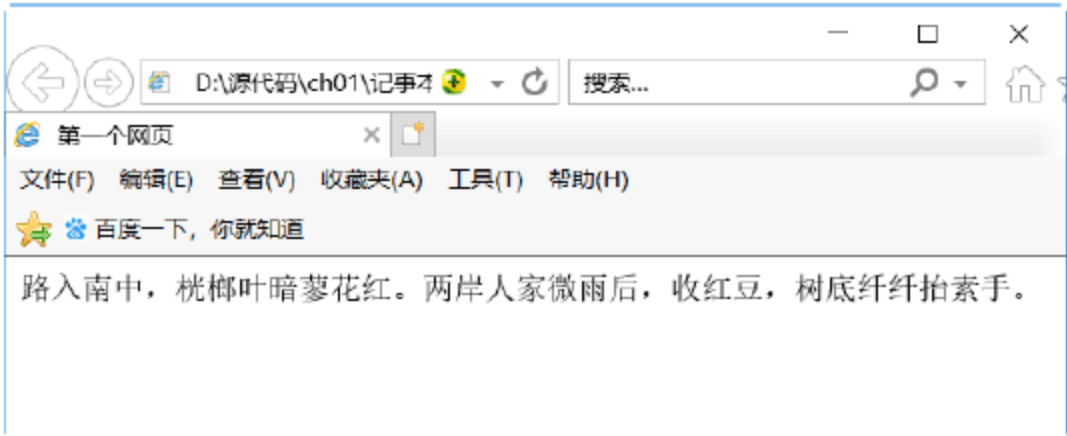 D:\源代码\ch01\记事本
搜索...
第一个网页
文件(F) 编辑(E) 查看(V) 收藏夹(A) 工具(T) 帮助(H)
百度一下，你就知道
路入南中，桄榔叶暗蓼花红。两岸人家微雨后，收红豆，树底纤纤抬素手。